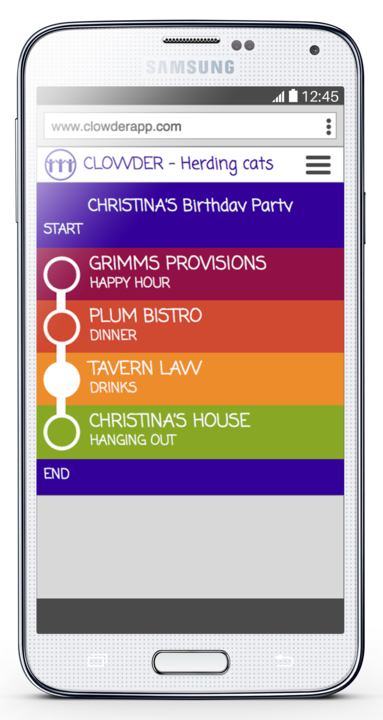 SAMSUNG
12:45
www.clowderapp.com
CLOWDER - Herding cats
CHRISTINA'S Birthday Party
START
GRIMMS PROVISIONS
HAPPY HOUR
PLUM BISTRO
DINNER
TAVERN LAW
DRINKS
CHRISTINA'S HOUSE
HANGING OUT
END